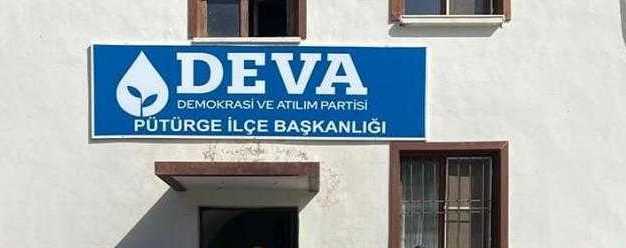 DEVA
DEMOKRASİ VE ATILIM PARTİSİ
PÜTÜRGE İLÇE BAŞKANLIĞI